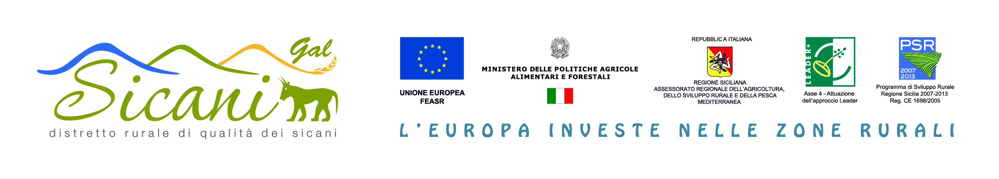 Gal
Sicani
distretto rurale di qualità dei sicani
UNIONE EUROPEA
FEASR
MINISTERO DELLE POLITICHE AGRICOLE
ALIMENTARI E FORESTALI
REPUBBLICA ITALIANA
REGIONE SICILIANA
ASSESSORATO REGIONALE DELL'AGRICOLTURA,
DELLO SVILUPPO RURALE E DELLA PESCA
MEDITERRANEA
LEADER+
Asse 4 - Attuazione
dell'approccio Leader
PSR
2007
2013
Programma di Sviluppo Rurale
Regione Sicilia 2007-2013
Reg. CE 1698/2005
L'EUROPA INVESTE NELLE ZONE RURALI